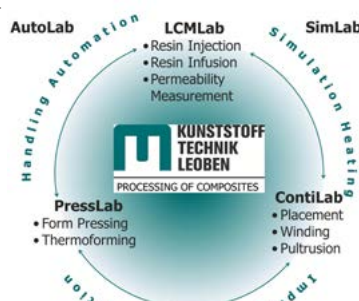 AutoLab
LCMLab
SimLab
• Resin Injection
• Resin Infusion
• Permeability
Measurement
Handling Automation
Simulation Heating
KUNSTSTOFF
TECHNIK
LEOBEN
PROCESSING OF COMPOSITES
PressLab
• Form Pressing
• Thermoforming
ContiLab
• Placement
• Winding
• Pultrusion